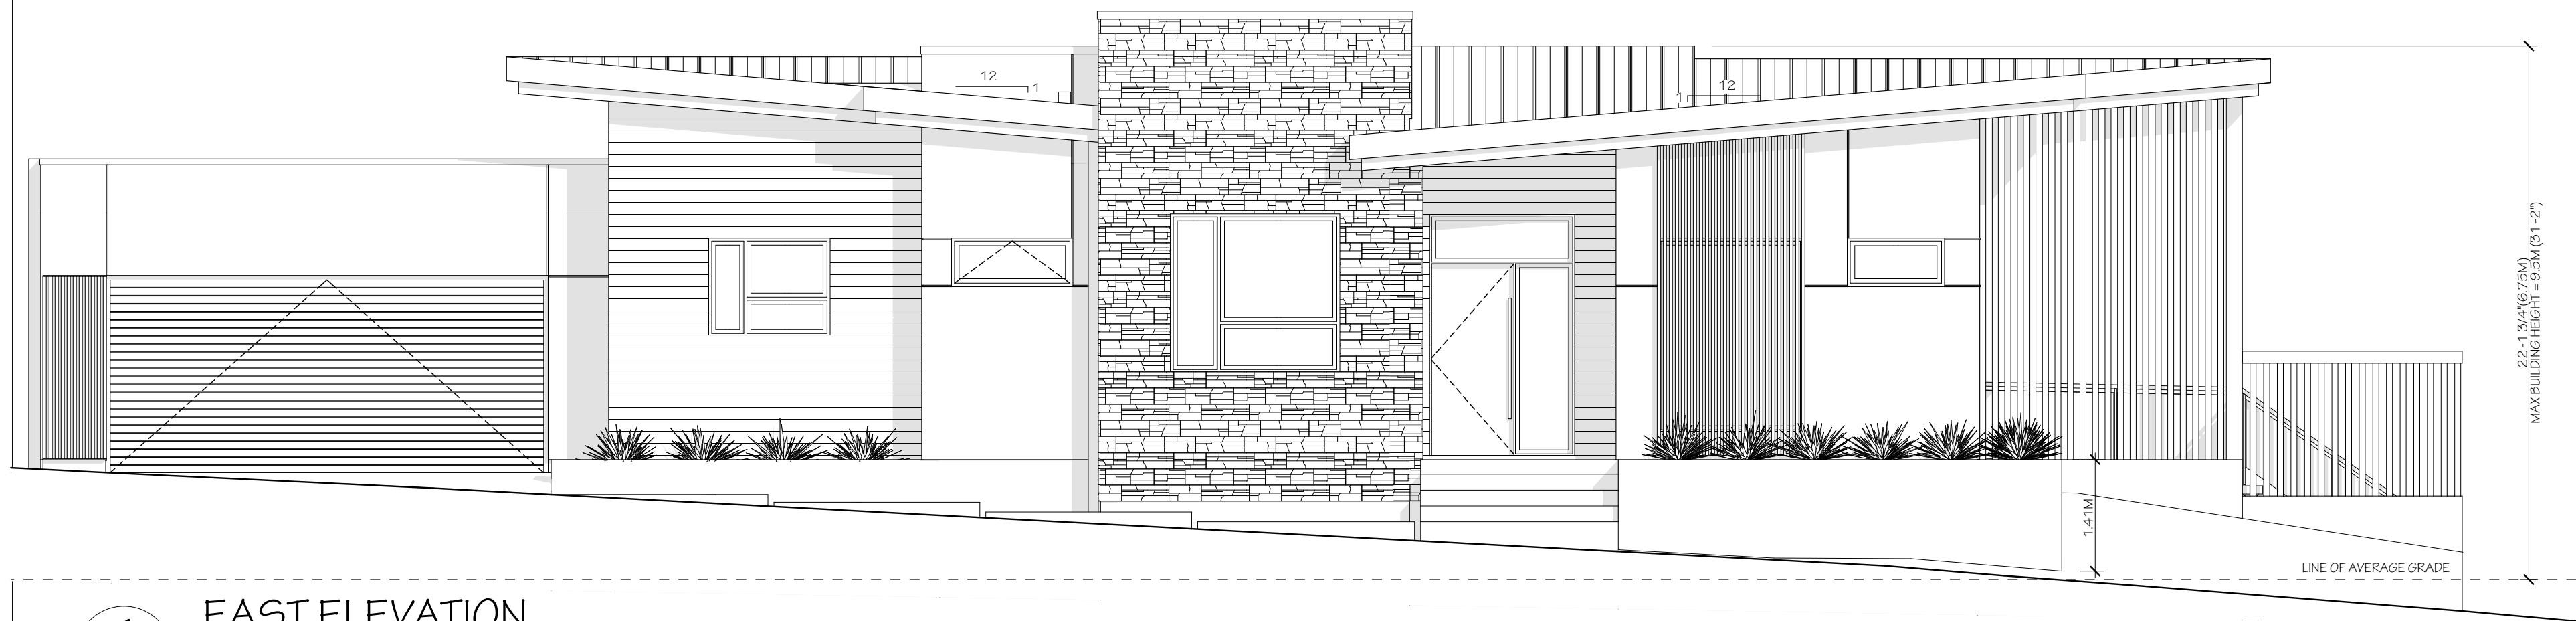 12
1
12
1
22'-1 3/4"(6.75M)
MAX BUILDING HEIGHT = 9.5M (31'-2")
1.41M
LINE OF AVERAGE GRADE
EAST ELEVATION